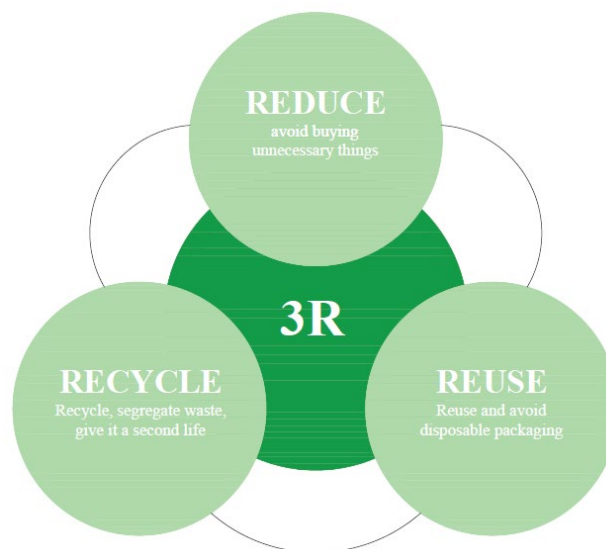 REDUCE
avoid buying
unnecessary things
3R
RECYCLE
Recycle, segregate waste,
give it a second life
REUSE
Reuse and avoid
disposable packaging